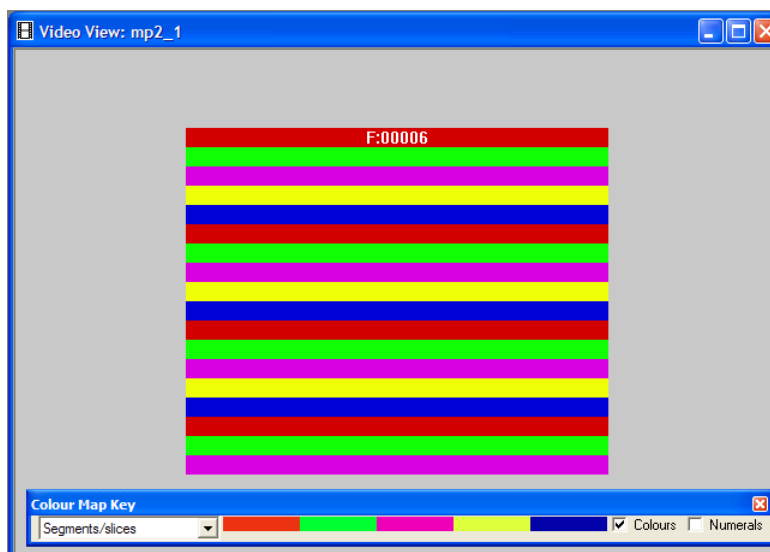 Video View: mp2_1
F:00006
Colour Map Key
Segments/slices
Colours
Numerals